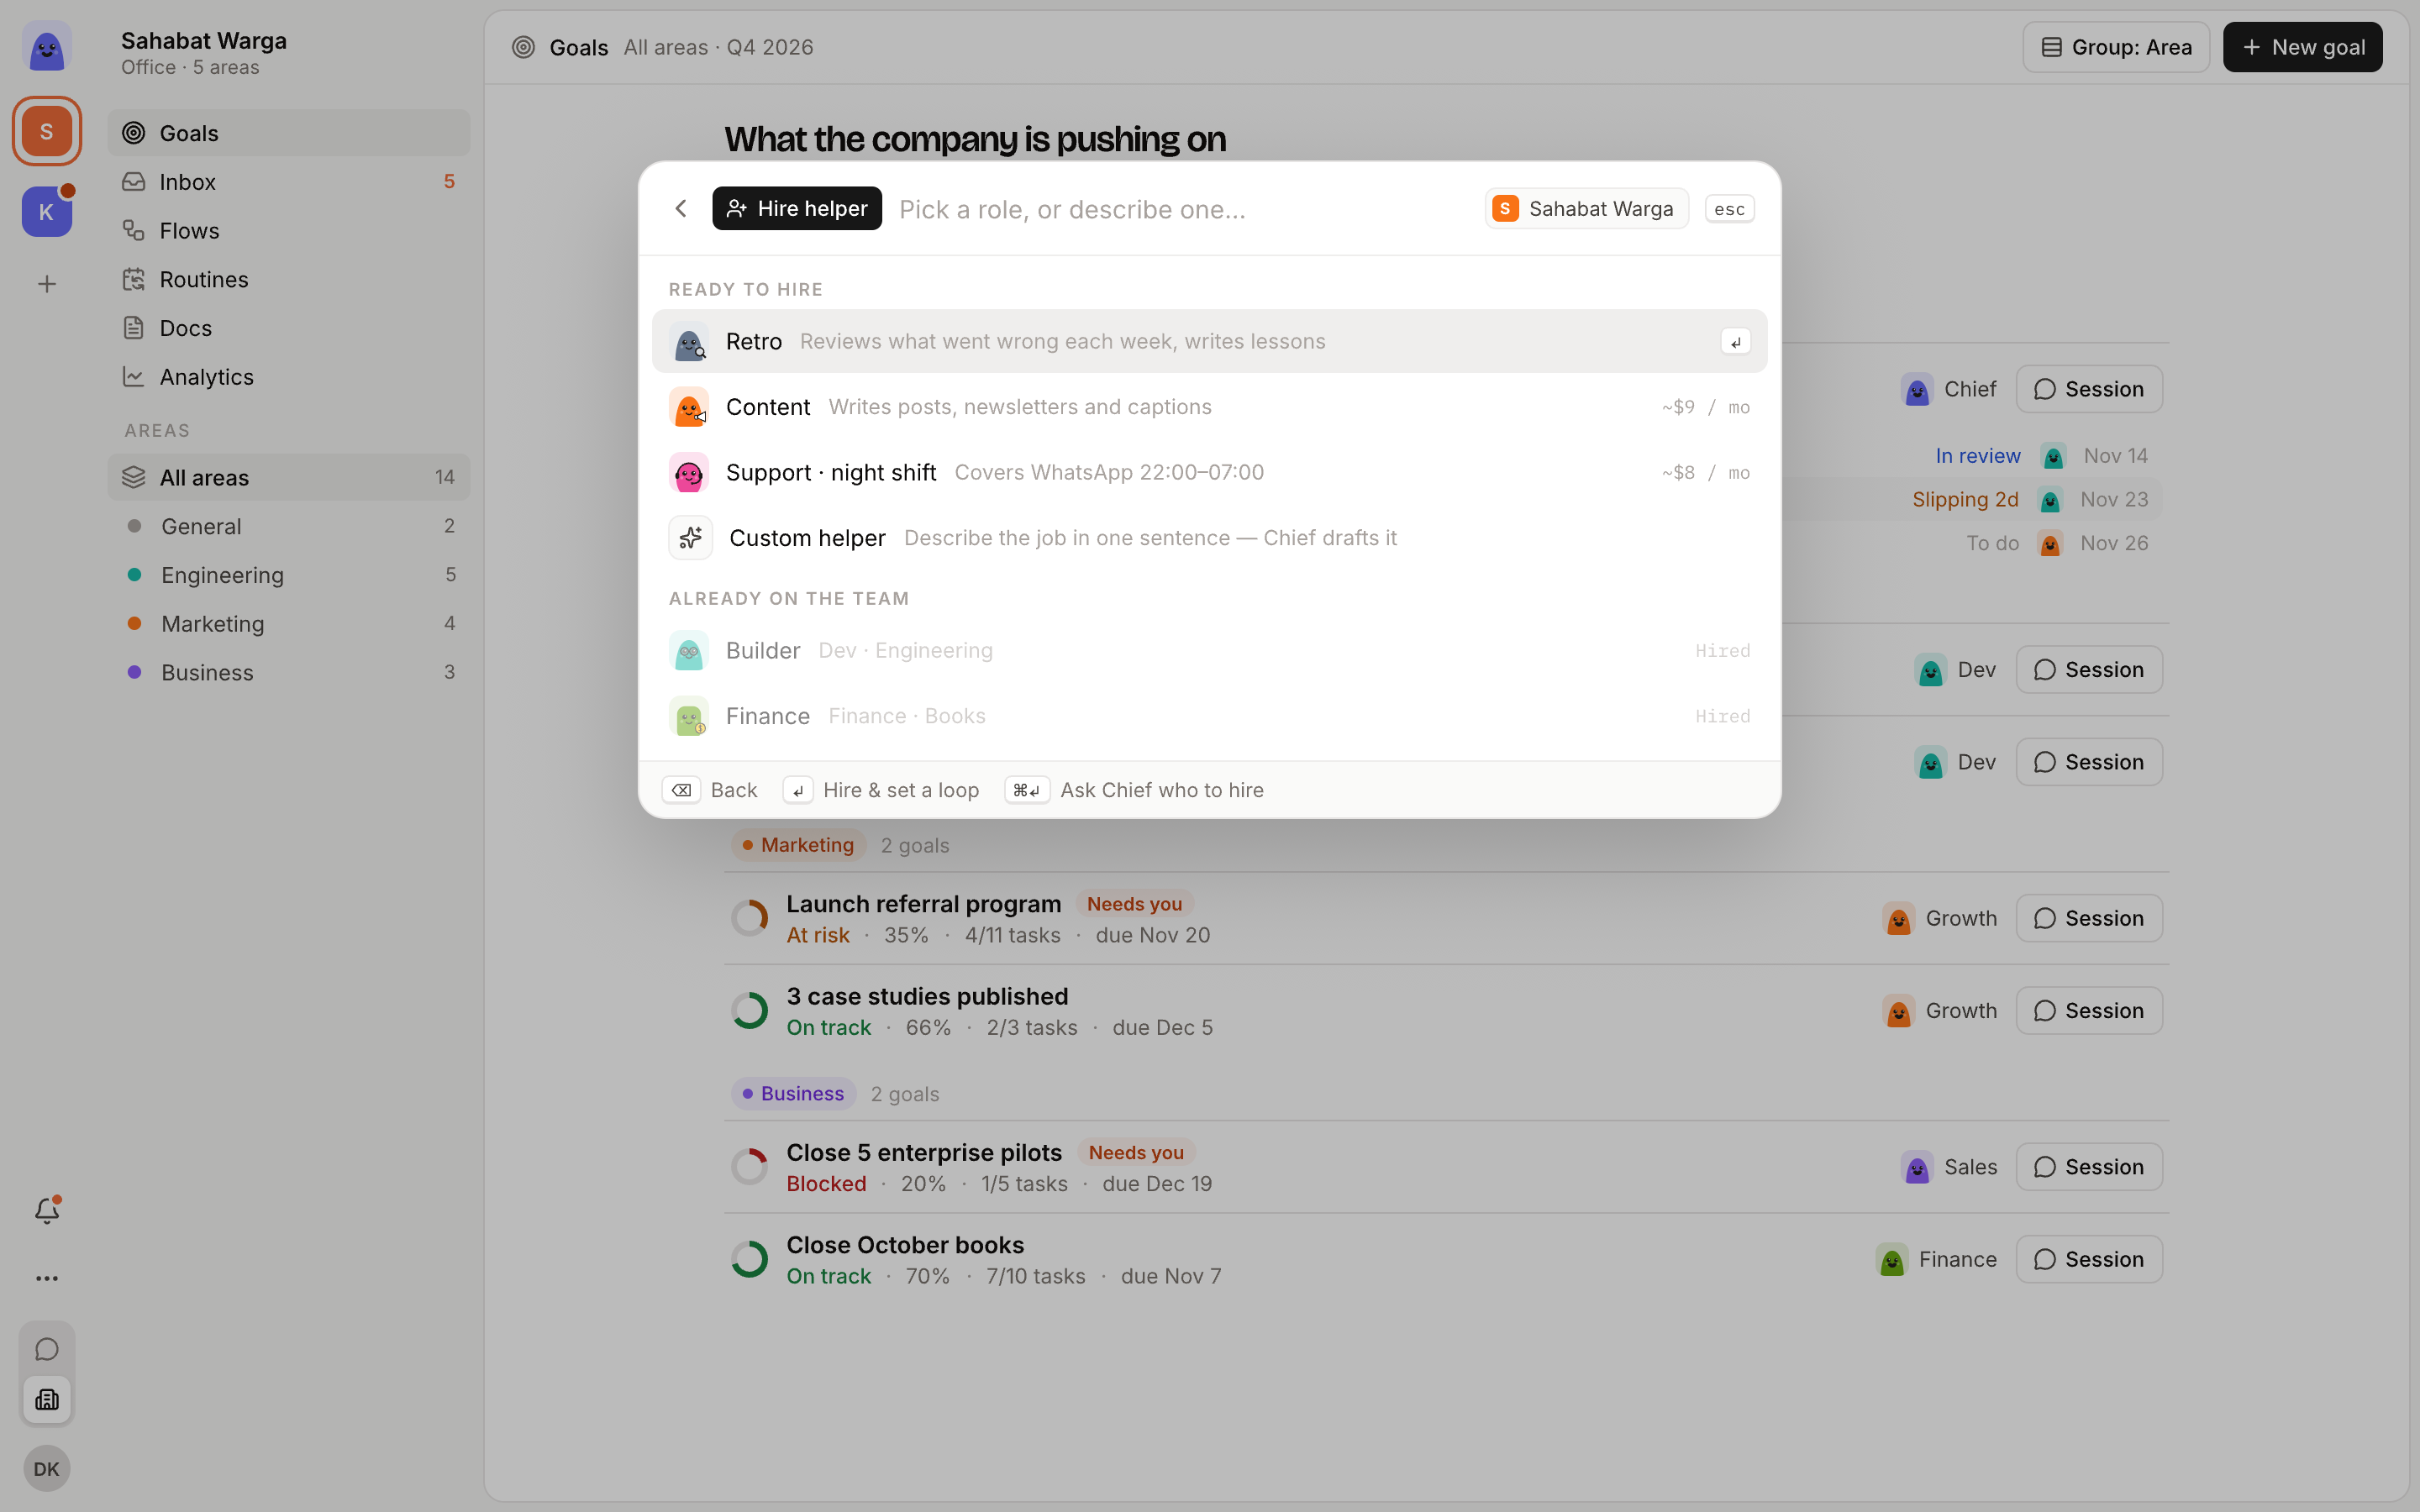 Sahabat Warga
Office · 5 areas
S
K
Goals
Inbox 5
Flows
Routines
Docs
Analytics
AREAS
All areas 14
General 2
Engineering 5
Marketing 4
Business 3
DK
Goals All areas · Q4 2026
Group: Area
New goal
What the company is pushing on
Hire helper Pick a role, or describe one... S Sahabat Warga esc
READY TO HIRE
Retro Reviews what went wrong each week, writes lessons
Content Writes posts, newsletters and captions ~$9 / mo
Support · night shift Covers WhatsApp 22:00–07:00 ~$8 / mo
Custom helper Describe the job in one sentence — Chief drafts it
ALREADY ON THE TEAM
Builder Dev · Engineering Hired
Finance Finance · Books Hired
⌫ Back ↵ Hire & set a loop ⌘↵ Ask Chief who to hire
Chief Session
In review Nov 14
Slipping 2d Nov 23
To do Nov 26
Dev Session
Dev Session
Marketing 2 goals
Launch referral program Needs you
At risk · 35% · 4/11 tasks · due Nov 20
Growth Session
3 case studies published
On track · 66% · 2/3 tasks · due Dec 5
Growth Session
Business 2 goals
Close 5 enterprise pilots Needs you
Blocked · 20% · 1/5 tasks · due Dec 19
Sales Session
Close October books
On track · 70% · 7/10 tasks · due Nov 7
Finance Session